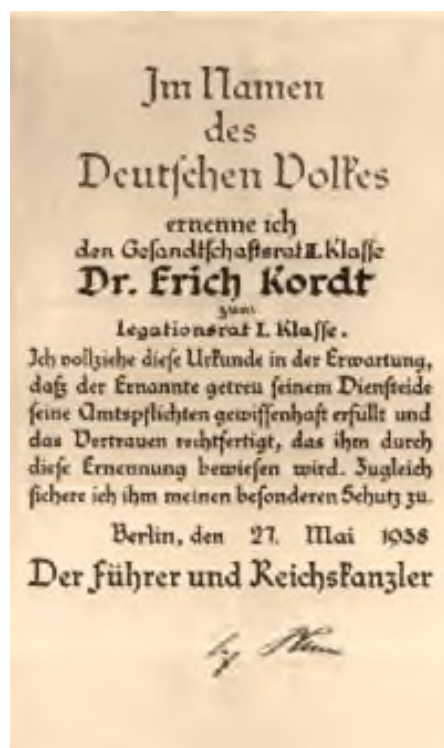 Im Namen
des
Deutſchen Volkes
ernenne ich
den Geſandtſchaftsrat II. Klaſſe
Dr. Erich Kordt
zum
Legationsrat I. Klaſſe.
Ich vollziehe dieſe Urkunde in der Erwartung,
daß der Ernannte getreu ſeinem Dienſteide
ſeine Amtspflichten gewiſſenhaft erfüllt und
das Vertrauen rechtfertigt, das ihm durch
dieſe Ernennung bewieſen wird. Zugleich
ſichere ich ihm meinen beſonderen Schutz zu.
Berlin, den 27. Mai 1938
Der Führer und Reichskanzler